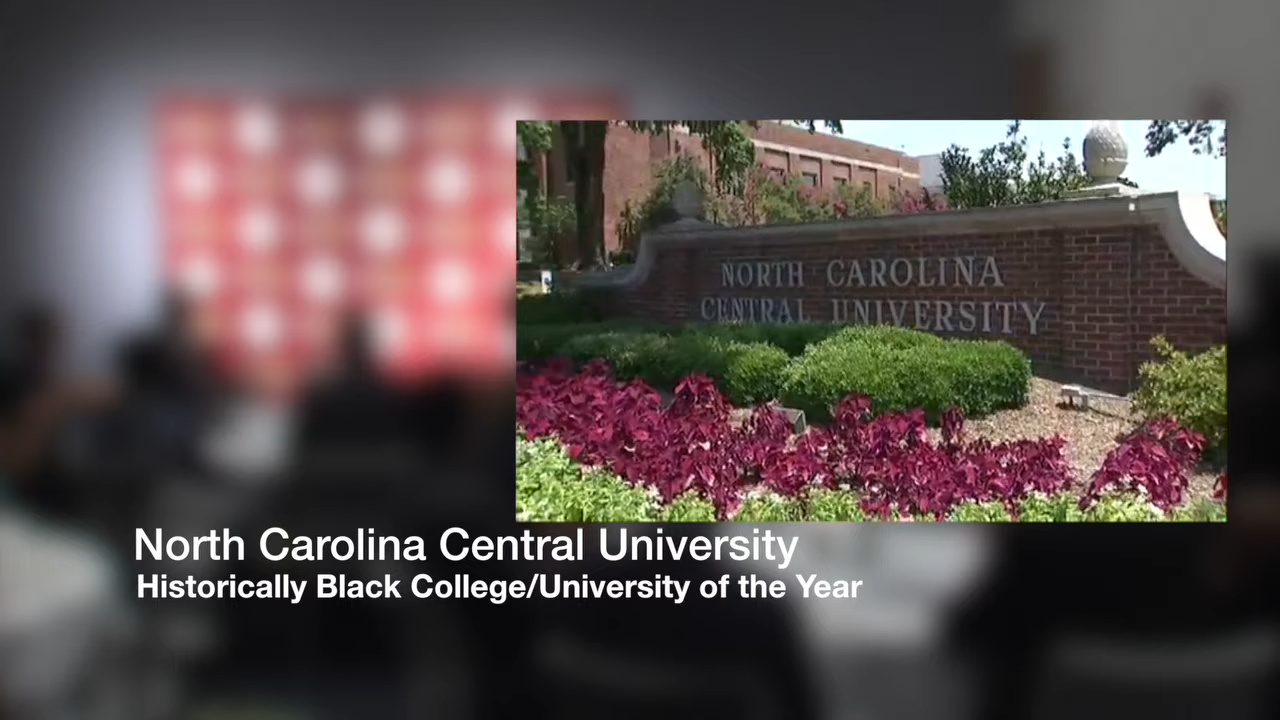 NORTH CAROLINA
CENTRAL UNIVERSITY
North Carolina Central University
Historically Black College/University of the Year